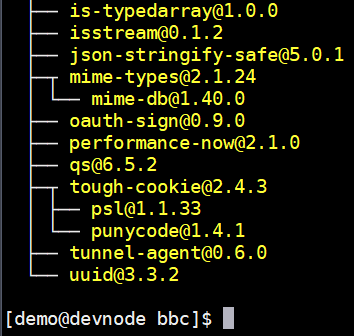 ├── is-typedarray@1.0.0
├── isstream@0.1.2
├── json-stringify-safe@5.0.1
├─┬ mime-types@2.1.24
│ └── mime-db@1.40.0
├── oauth-sign@0.9.0
├── performance-now@2.1.0
├── qs@6.5.2
├─┬ tough-cookie@2.4.3
│ ├── psl@1.1.33
│ └── punycode@1.4.1
├── tunnel-agent@0.6.0
└── uuid@3.3.2
[demo@devnode bbc]$